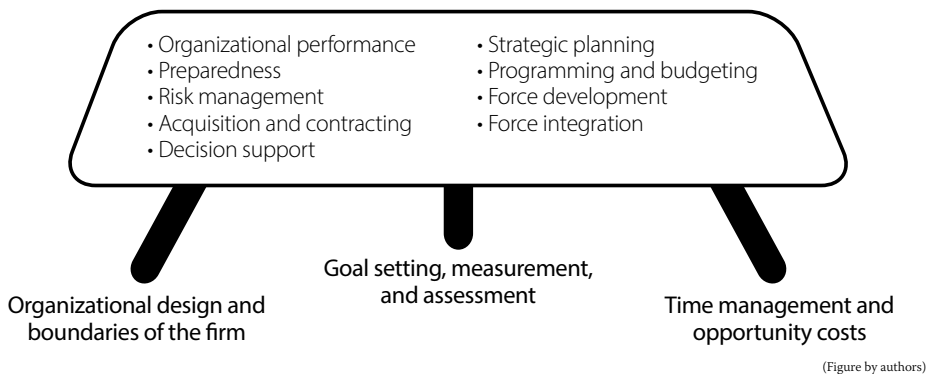 • Organizational performance
• Preparedness
• Risk management
• Acquisition and contracting
• Decision support
• Strategic planning
• Programming and budgeting
• Force development
• Force integration
Organizational design and
boundaries of the firm
Goal setting, measurement,
and assessment
Time management and
opportunity costs
(Figure by authors)